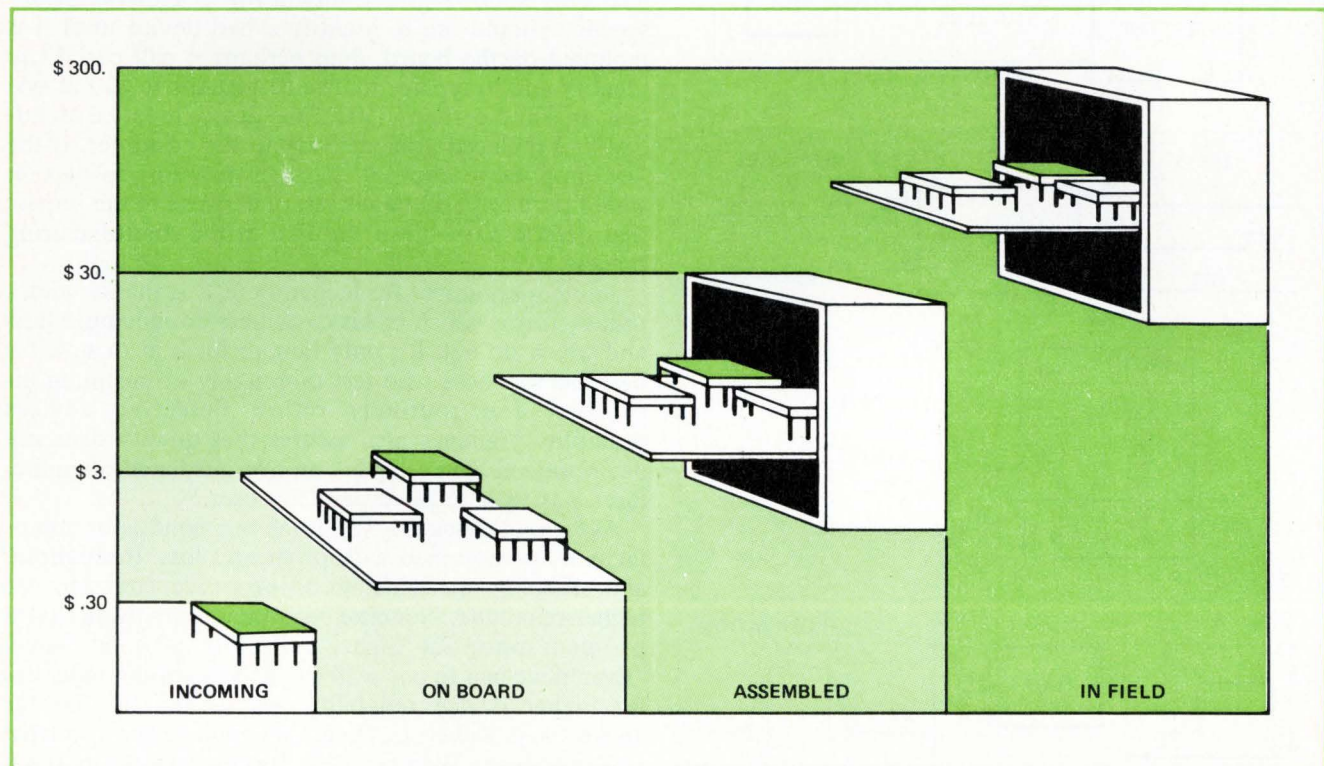 $ 300.
$ 30.
$ 3.
$ .30
INCOMING
ON BOARD
ASSEMBLED
IN FIELD